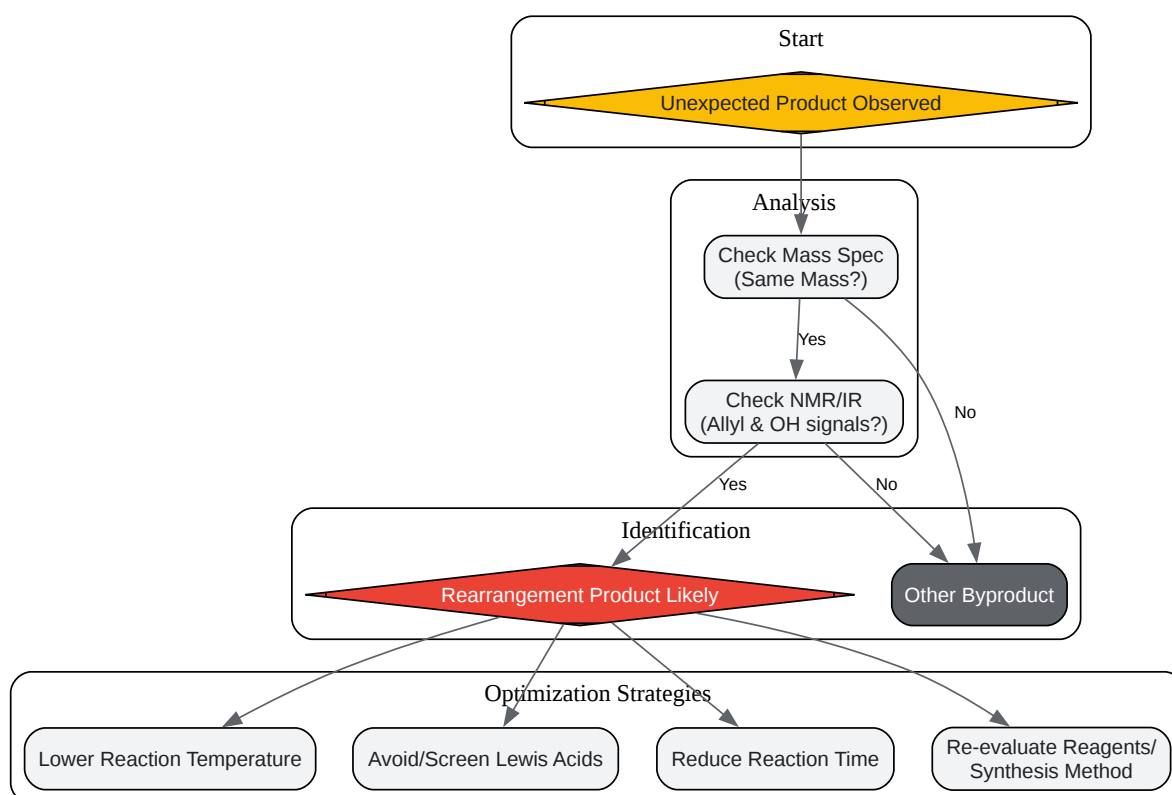 Start
Unexpected Product Observed
Analysis
Check Mass Spec
(Same Mass?)
Yes
Check NMR/IR
(Allyl & OH signals?)
No
Yes
No
Identification
Rearrangement Product Likely
Other Byproduct
Optimization Strategies
Lower Reaction Temperature
Avoid/Screen Lewis Acids
Reduce Reaction Time
Re-evaluate Reagents/
Synthesis Method